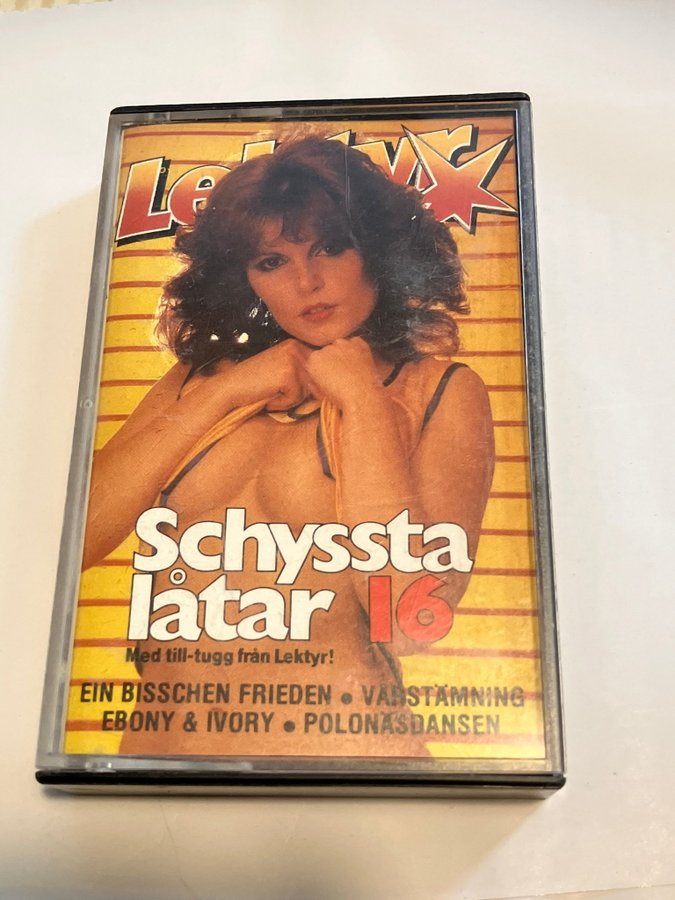 Lektyr
Schyssta
låtar 16
Med till-tugg från Lektyr!
EIN BISSCHEN FRIEDEN • VÅRSTÄMNING
EBONY & IVORY • POLONÄSDANSEN